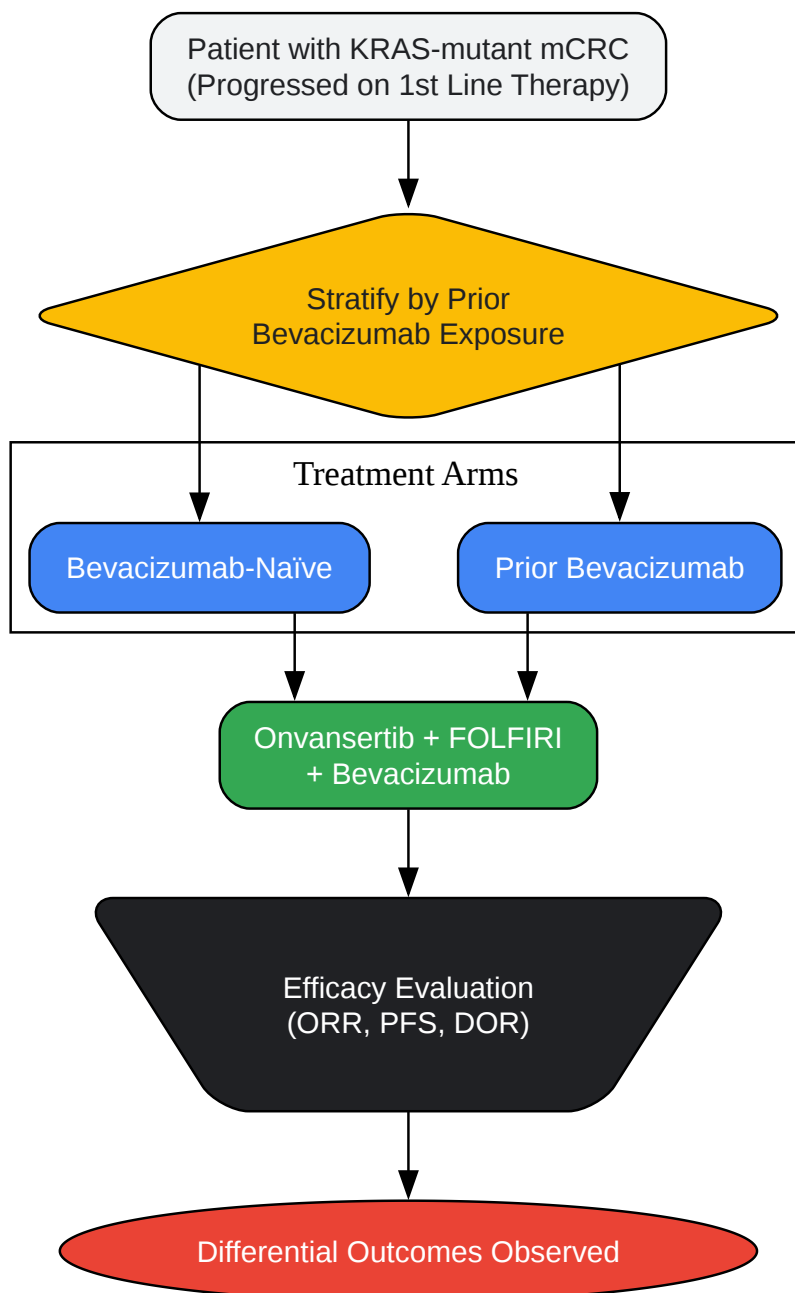 Patient with KRAS-mutant mCRC
(Progressed on 1st Line Therapy)
Stratify by Prior
Bevacizumab Exposure
Treatment Arms
Bevacizumab-Naïve
Prior Bevacizumab
Onvansertib + FOLFIRI
+ Bevacizumab
Efficacy Evaluation
(ORR, PFS, DOR)
Differential Outcomes Observed